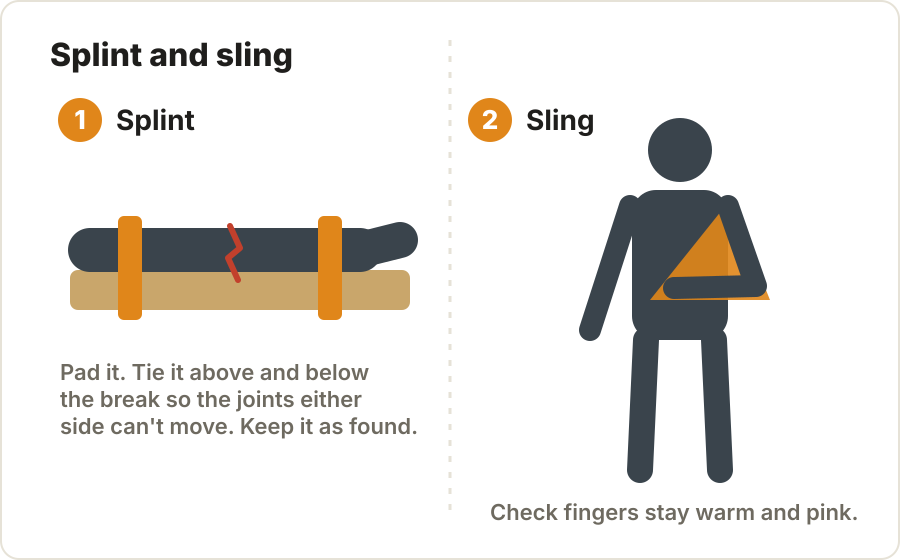 Splint and sling
1 Splint
Pad it. Tie it above and below
the break so the joints either
side can't move. Keep it as found.
2 Sling
Check fingers stay warm and pink.